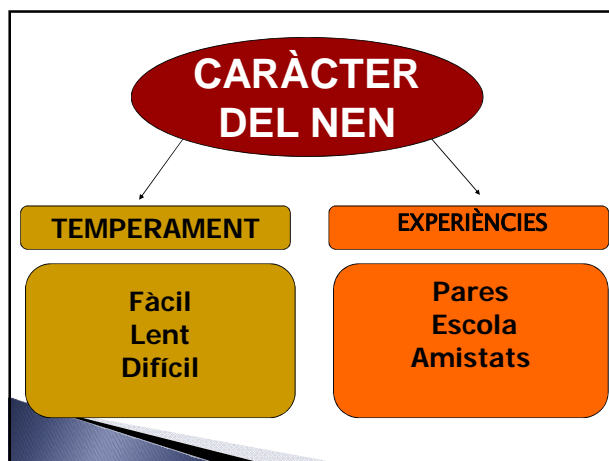 CARÀCTER
DEL NEN
TEMPERAMENT
Fàcil
Lent
Difícil
EXPERIÈNCIES
Pares
Escola
Amistats